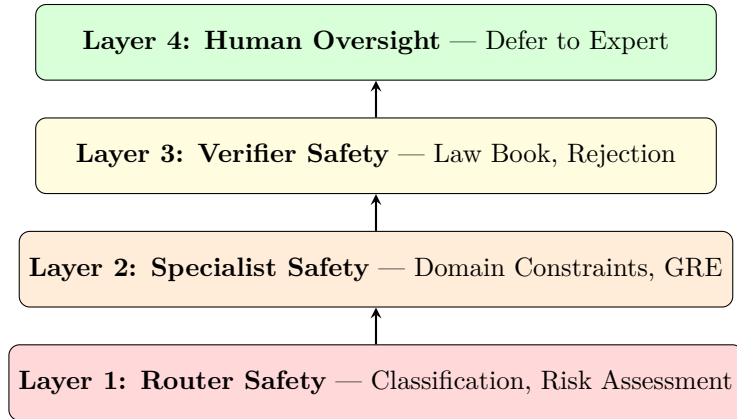 Layer 4: Human Oversight — Defer to Expert
Layer 3: Verifier Safety — Law Book, Rejection
Layer 2: Specialist Safety — Domain Constraints, GRE
Layer 1: Router Safety — Classification, Risk Assessment